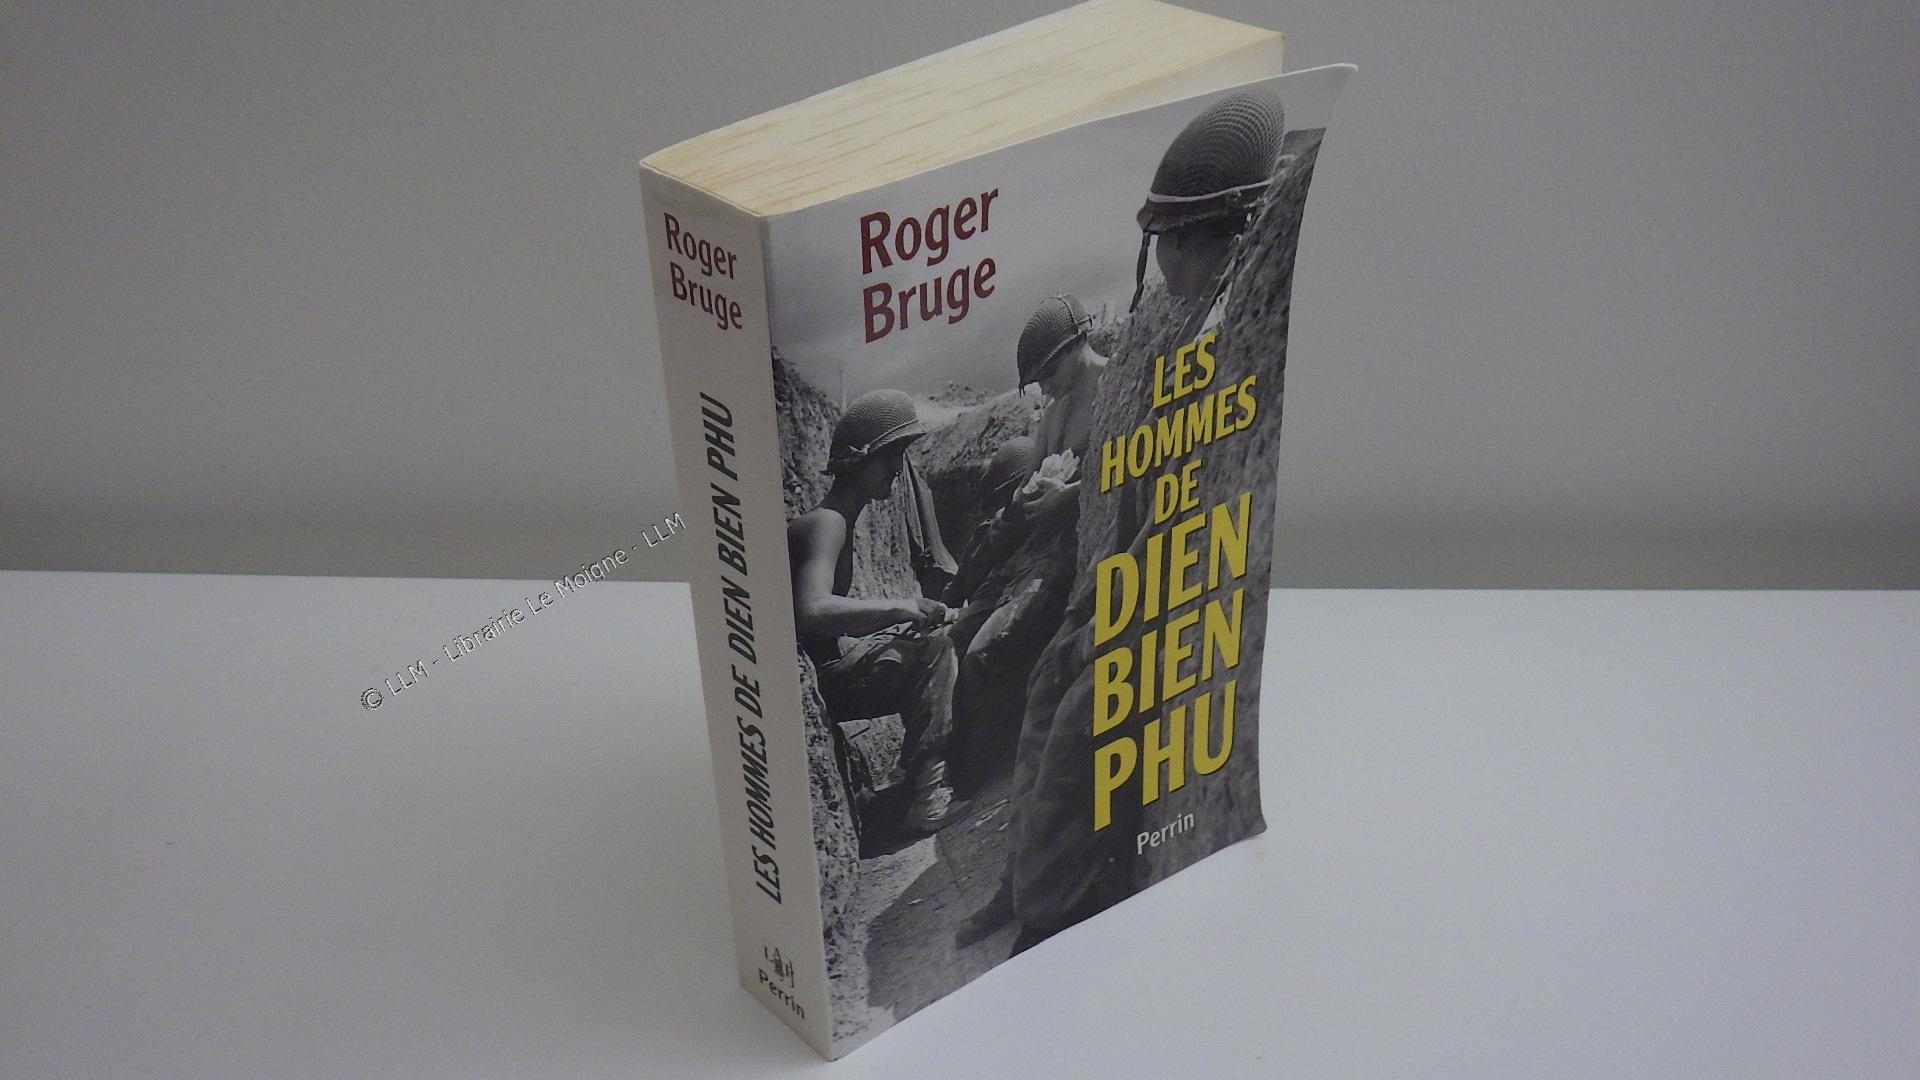 Roger
Bruge
LES HOMMES DE DIEN BIEN PHU
Perrin
Roger
Bruge
LES
HOMMES
DE
DIEN
BIEN
PHU
Perrin
© LLM - Librairie Le Moigne - LLM